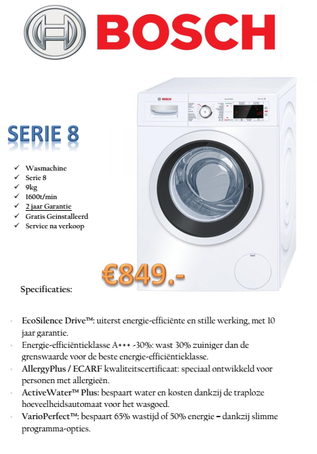 BOSCH
SERIE 8
✓ Wasmachine
✓ Serie 8
✓ 9kg
✓ 1600t/min
✓ 2 jaar Garantie
✓ Gratis Geïnstalleerd
✓ Service na verkoop
€849.-
Specificaties:
- EcoSilence Drive™: uiterst energie-efficiënte en stille werking, met 10
jaar garantie.
- Energie-efficiëntieklasse A+++ -30%: wast 30% zuiniger dan de
grenswaarde voor de beste energie-efficiëntieklasse.
- AllergyPlus / ECARF kwaliteitscertificaat: speciaal ontwikkeld voor
personen met allergieën.
- ActiveWater™ Plus: bespaart water en kosten dankzij de traploze
hoeveelheidsautomaat voor het wasgoed.
- VarioPerfect™: bespaart 65% wastijd of 50% energie – dankzij slimme
programma-opties.